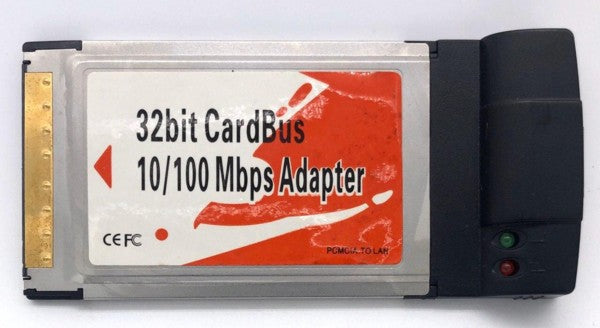 32bit CardBus
10/100 Mbps Adapter
CE FC
PCMCIA TO LAN